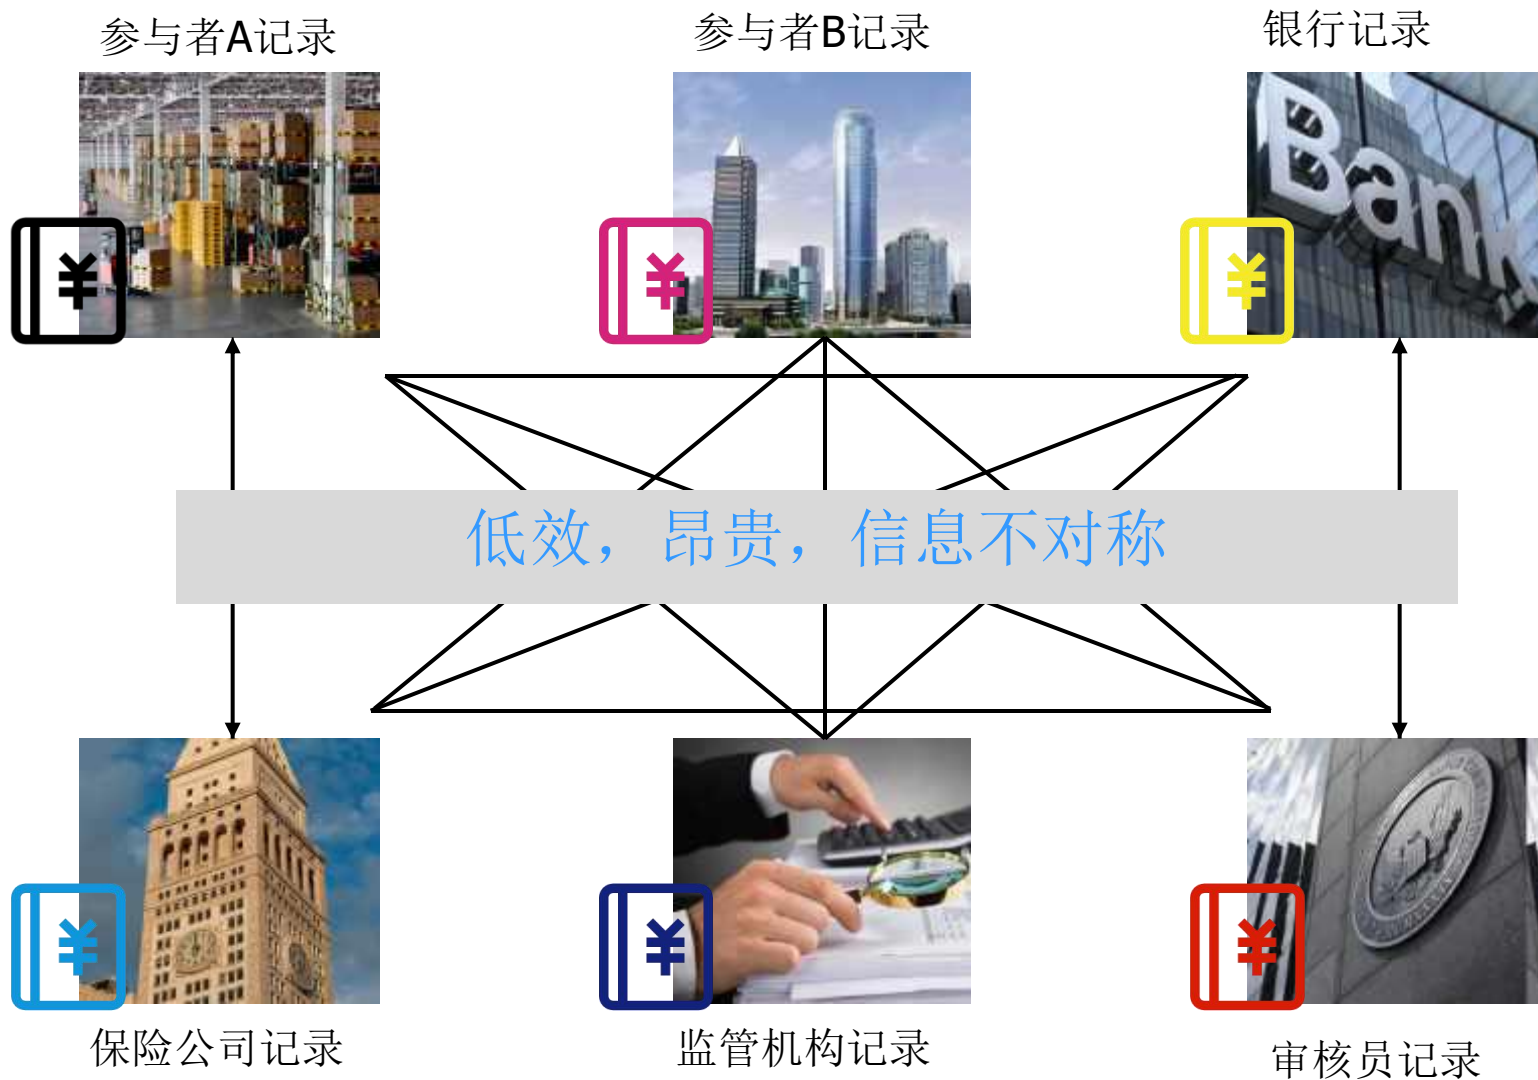 参与者A记录
参与者B记录
银行记录
Bank
¥
¥
¥
低效，昂贵，信息不对称
¥
¥
¥
保险公司记录
监管机构记录
审核员记录